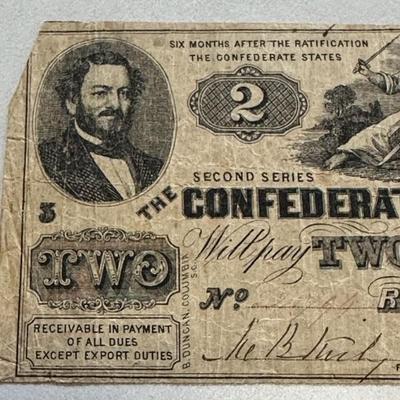 SIX MONTHS AFTER THE RATIFICATION
THE CONFEDERATE STATES
2
SECOND SERIES
3
THE CONFEDERAT
Will pay TWO
TWO
No
R
B. DUNCAN, COLUMBIA S.C.
RECEIVABLE IN PAYMENT
OF ALL DUES
EXCEPT EXPORT DUTIES